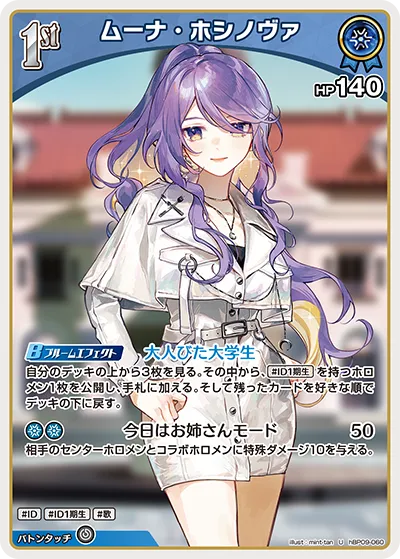 1st
ムーナ・ホシノヴァ
HP140
Bブルームエフェクト 大人びた大学生
自分のデッキの上から3枚を見る。その中から、#ID1期生を持つホロ
メン1枚を公開し、手札に加える。そして残ったカードを好きな順で
デッキの下に戻す。
今日はお姉さんモード 50
相手のセンターホロメンとコラボホロメンに特殊ダメージ10を与える。
#ID #ID1期生 #歌
バトンタッチ
illust : mint-tan U hBP09-060